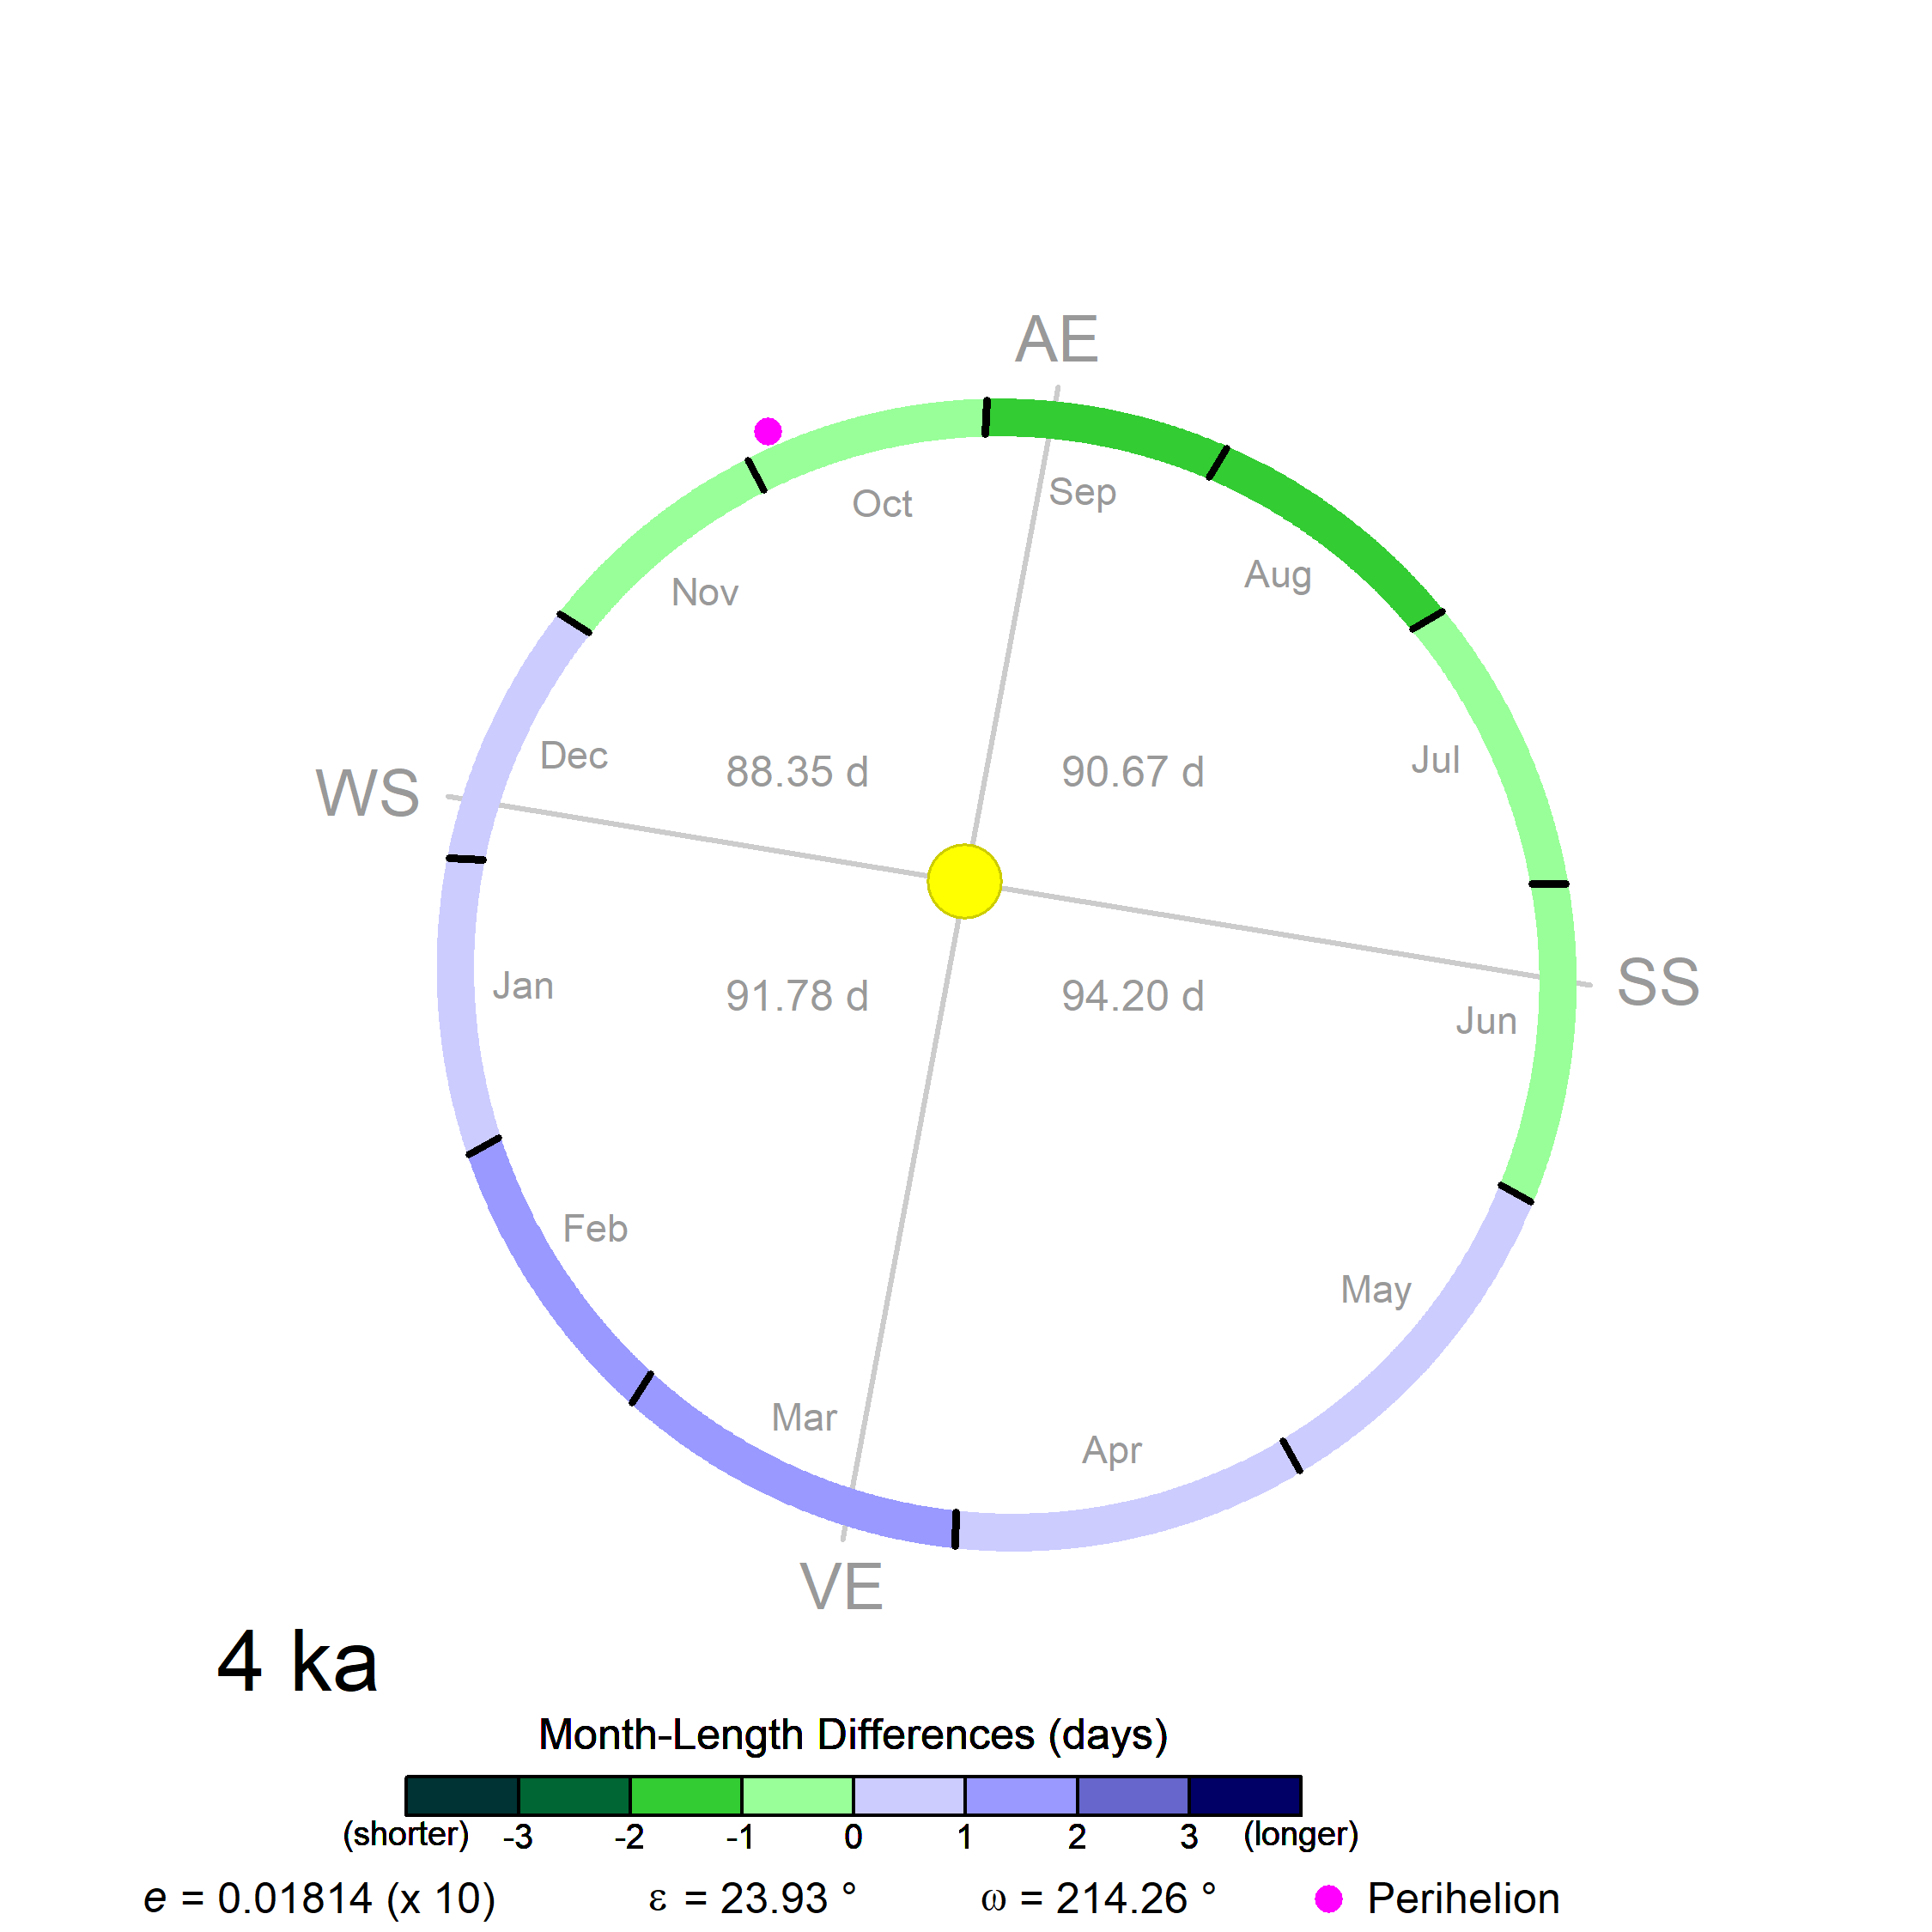 AE
Sep
Oct
Aug
Nov
Jul
Dec
88.35 d
90.67 d
WS
SS
Jan
91.78 d
94.20 d
Jun
Feb
May
Mar
Apr
VE
4 ka
Month-Length Differences (days)
(shorter) -3 -2 -1 0 1 2 3 (longer)
e = 0.01814 (x 10) ε = 23.93 ° ω = 214.26 ° Perihelion